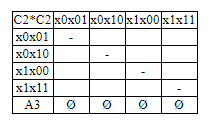 C2*C2 x0x01 x0x10 x1x00 x1x11
x0x01 -
x0x10 -
x1x00 -
x1x11 -
A3 Ø Ø Ø Ø